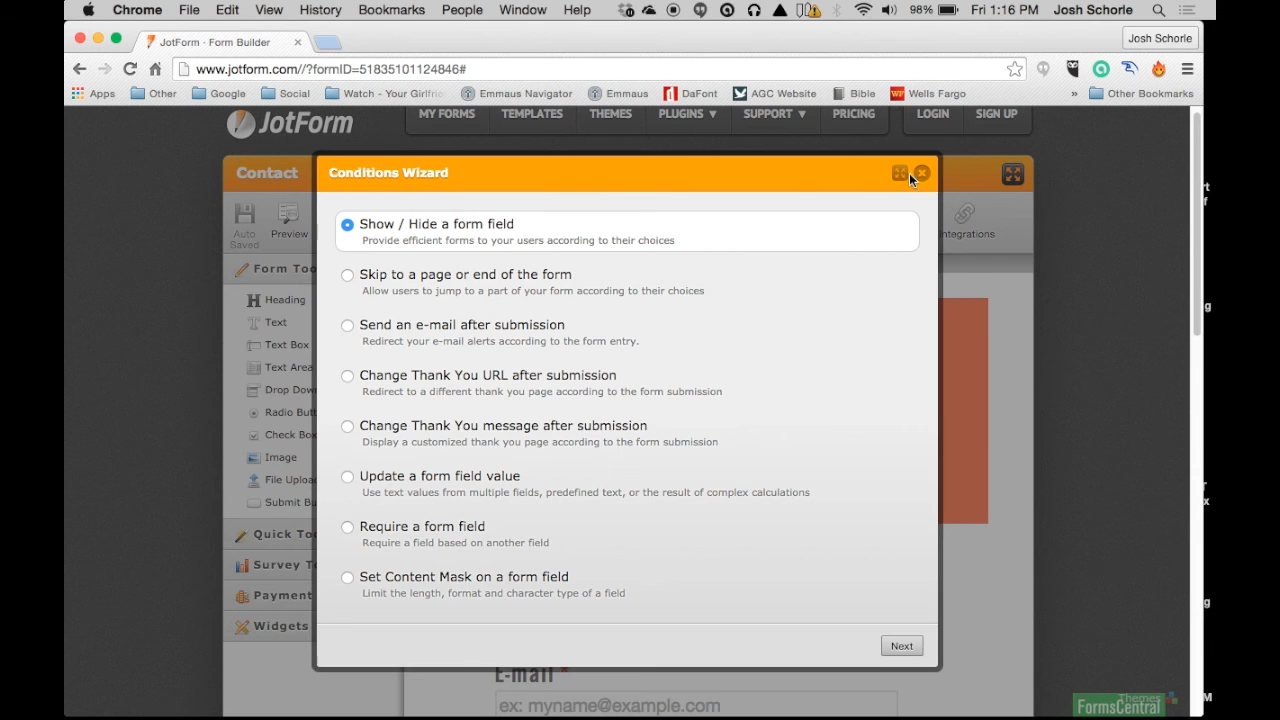 Chrome File Edit View History Bookmarks People Window Help 98% Fri 1:16 PM Josh Schorle
JotForm · Form Builder
Josh Schorle
www.jotform.com//?formID=51835101124846#
Apps Other Google Social Watch - Your Girlfri Emmaus Navigator Emmaus DaFont AGC Website Bible Wells Fargo » Other Bookmarks
JotForm
MY FORMS TEMPLATES THEMES PLUGINS ▼ SUPPORT ▼ PRICING LOGIN SIGN UP
Contact
Conditions Wizard
Auto Saved
Preview
Integrations
Form Too
Heading
Text
Text Box
Text Area
Drop Dow
Radio Butt
Check Box
Image
File Upload
Submit Bu
Quick Too
Survey T
Payment
Widgets
Show / Hide a form field
Provide efficient forms to your users according to their choices
Skip to a page or end of the form
Allow users to jump to a part of your form according to their choices
Send an e-mail after submission
Redirect your e-mail alerts according to the form entry.
Change Thank You URL after submission
Redirect to a different thank you page according to the form submission
Change Thank You message after submission
Display a customized thank you page according to the form submission
Update a form field value
Use text values from multiple fields, predefined text, or the result of complex calculations
Require a form field
Require a field based on another field
Set Content Mask on a form field
Limit the length, format and character type of a field
Next
E-mail *
ex: myname@example.com
Themes
FormsCentral